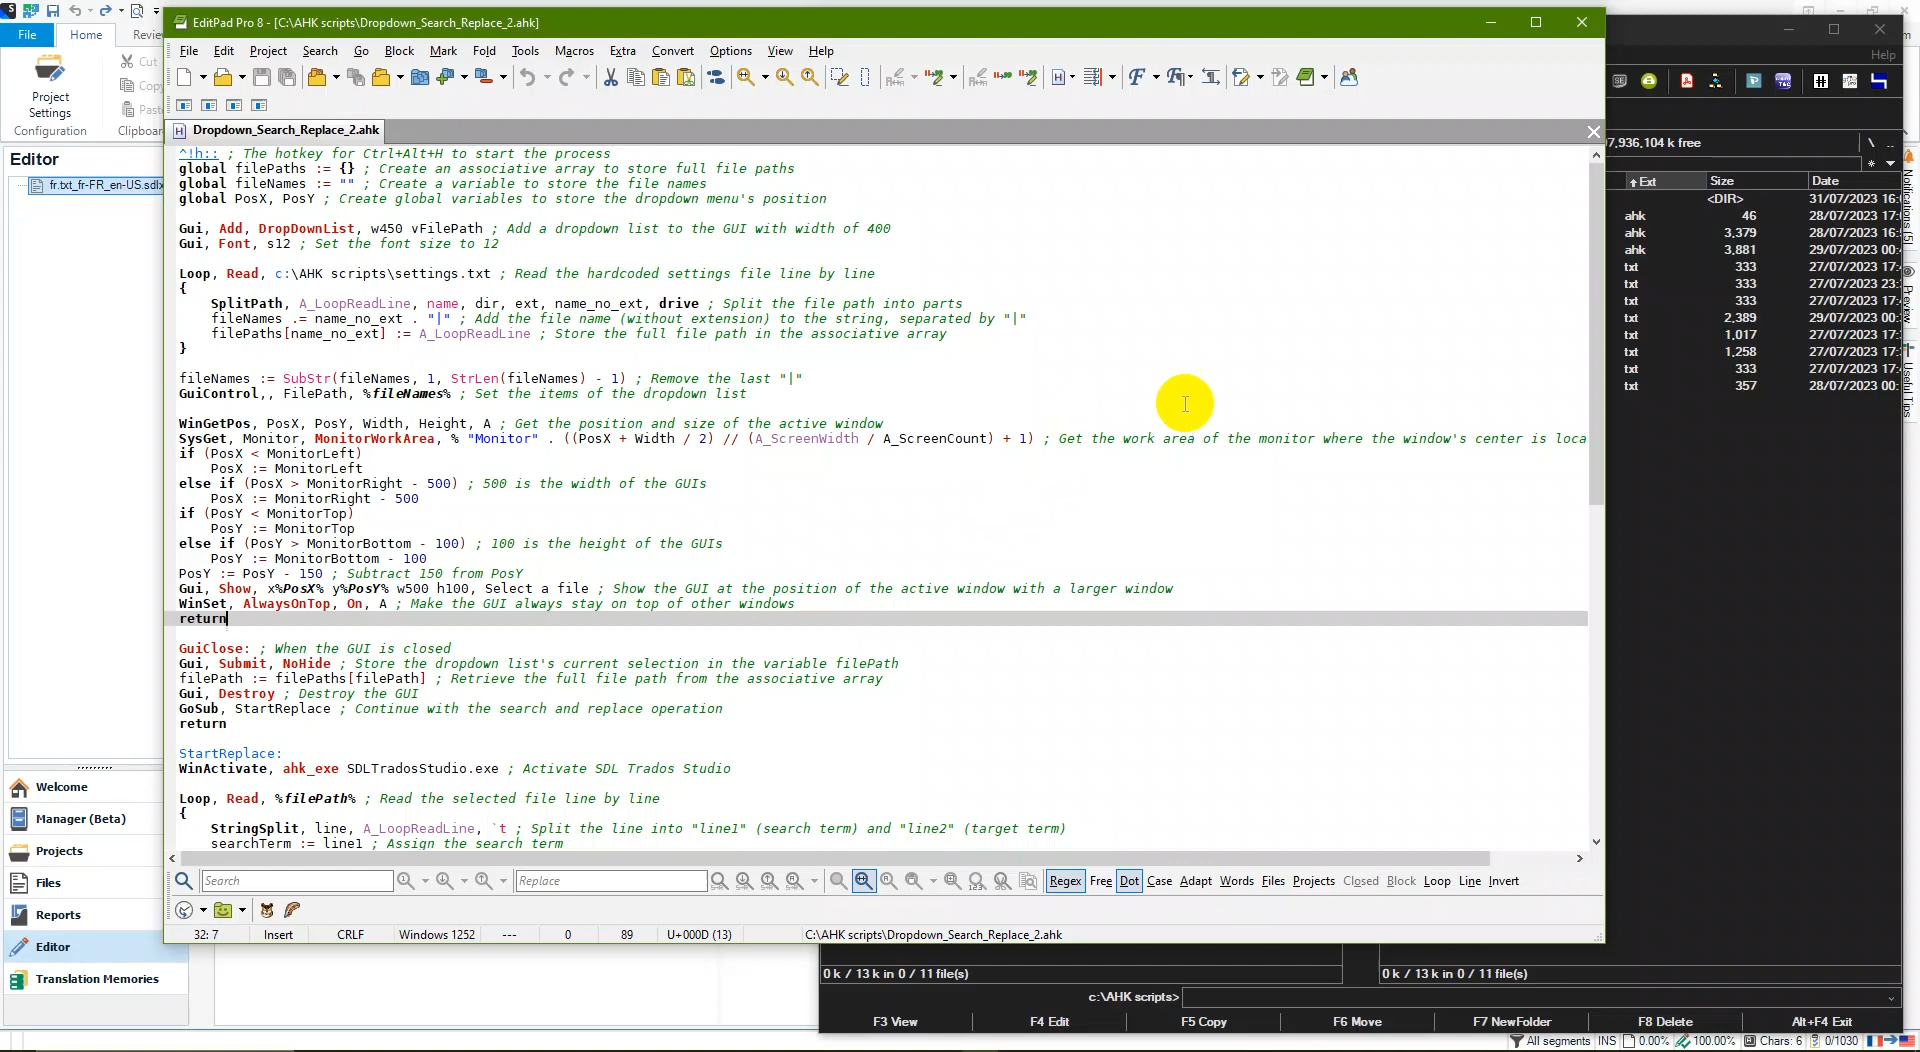 EditPad Pro 8 - [C:\AHK scripts\Dropdown_Search_Replace_2.ahk]
File Home Review
Cut
Copy
Paste
Project
Settings
Configuration
Clipboard
Editor
fr.txt_fr-FR_en-US.sdlx
File Edit Project Search Go Block Mark Fold Tools Macros Extra Convert Options View Help
Dropdown_Search_Replace_2.ahk
^!h:: ; The hotkey for Ctrl+Alt+H to start the process
global filePaths := {} ; Create an associative array to store full file paths
global fileNames := "" ; Create a variable to store the file names
global PosX, PosY ; Create global variables to store the dropdown menu's position
Gui, Add, DropDownList, w450 vFilePath ; Add a dropdown list to the GUI with width of 400
Gui, Font, s12 ; Set the font size to 12
Loop, Read, c:\AHK scripts\settings.txt ; Read the hardcoded settings file line by line
{
SplitPath, A_LoopReadLine, name, dir, ext, name_no_ext, drive ; Split the file path into parts
fileNames .= name_no_ext . "|" ; Add the file name (without extension) to the string, separated by "|"
filePaths[name_no_ext] := A_LoopReadLine ; Store the full file path in the associative array
}
fileNames := SubStr(fileNames, 1, StrLen(fileNames) - 1) ; Remove the last "|"
GuiControl,, FilePath, %fileNames% ; Set the items of the dropdown list
WinGetPos, PosX, PosY, Width, Height, A ; Get the position and size of the active window
SysGet, Monitor, MonitorWorkArea, % "Monitor" . ((PosX + Width / 2) // (A_ScreenWidth / A_ScreenCount) + 1) ; Get the work area of the monitor where the window's center is loca
if (PosX < MonitorLeft)
PosX := MonitorLeft
else if (PosX > MonitorRight - 500) ; 500 is the width of the GUIs
PosX := MonitorRight - 500
if (PosY < MonitorTop)
PosY := MonitorTop
else if (PosY > MonitorBottom - 100) ; 100 is the height of the GUIs
PosY := MonitorBottom - 100
PosY := PosY - 150 ; Subtract 150 from PosY
Gui, Show, x%PosX% y%PosY% w500 h100, Select a file ; Show the GUI at the position of the active window with a larger window
WinSet, AlwaysOnTop, On, A ; Make the GUI always stay on top of other windows
return
GuiClose: ; When the GUI is closed
Gui, Submit, NoHide ; Store the dropdown list's current selection in the variable filePath
filePath := filePaths[filePath] ; Retrieve the full file path from the associative array
Gui, Destroy ; Destroy the GUI
GoSub, StartReplace ; Continue with the search and replace operation
return
StartReplace:
WinActivate, ahk_exe SDLTradosStudio.exe ; Activate SDL Trados Studio
Loop, Read, %filePath% ; Read the selected file line by line
{
StringSplit, line, A_LoopReadLine, `t ; Split the line into "line1" (search term) and "line2" (target term)
searchTerm := line1 ; Assign the search term
Search Replace Regex Free Dot Case Adapt Words Files Projects Closed Block Loop Line Invert
32: 7 Insert CRLF Windows 1252 --- 0 89 U+000D (13) C:\AHK scripts\Dropdown_Search_Replace_2.ahk
Welcome
Manager (Beta)
Projects
Files
Reports
Editor
Translation Memories
Help
7,936,104 k free \ ..
Ext Size Date
<DIR> 31/07/2023 16:
ahk 46 28/07/2023 17:
ahk 3,379 28/07/2023 16:
ahk 3,881 29/07/2023 00:
txt 333 27/07/2023 17:
txt 333 27/07/2023 23:
txt 333 27/07/2023 17:
txt 2,389 29/07/2023 00:
txt 1,017 27/07/2023 17:
txt 1,258 27/07/2023 17:
txt 333 27/07/2023 17:
txt 357 28/07/2023 00:
Notifications (5)
Preview
Useful Tips
0 k / 13 k in 0 / 11 file(s) 0 k / 13 k in 0 / 11 file(s)
c:\AHK scripts>
F3 View F4 Edit F5 Copy F6 Move F7 NewFolder F8 Delete Alt+F4 Exit
All segments INS 0.00% 100.00% Chars: 6 0/1030